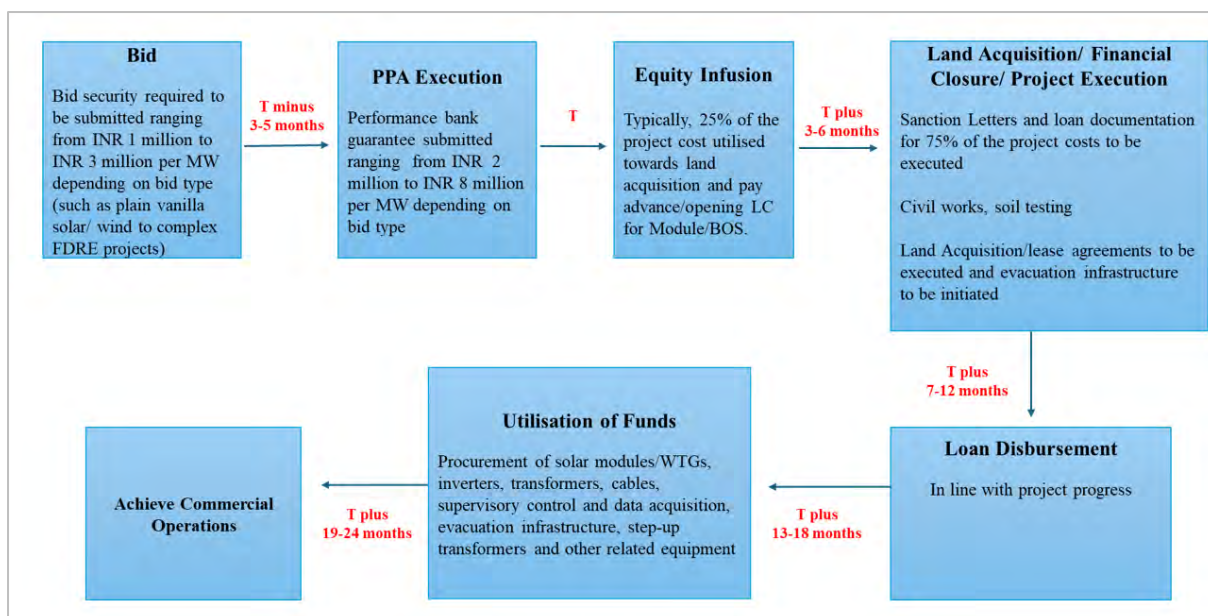 Bid
Bid security required to
be submitted ranging
from INR 1 million to
INR 3 million per MW
depending on bid type
(such as plain vanilla
solar/ wind to complex
FDRE projects)
T minus
3-5 months
PPA Execution
Performance bank
guarantee submitted
ranging from INR 2
million to INR 8 million
per MW depending on
bid type
T
Equity Infusion
Typically, 25% of the
project cost utilised
towards land
acquisition and pay
advance/opening LC
for Module/BOS.
T plus
3-6 months
Land Acquisition/ Financial
Closure/ Project Execution
Sanction Letters and loan documentation
for 75% of the project costs to be
executed
Civil works, soil testing
Land Acquisition/lease agreements to be
executed and evacuation infrastructure
to be initiated
T plus
7-12 months
Loan Disbursement
In line with project progress
T plus
13-18 months
Utilisation of Funds
Procurement of solar modules/WTGs,
inverters, transformers, cables,
supervisory control and data acquisition,
evacuation infrastructure, step-up
transformers and other related equipment
T plus
19-24 months
Achieve Commercial
Operations